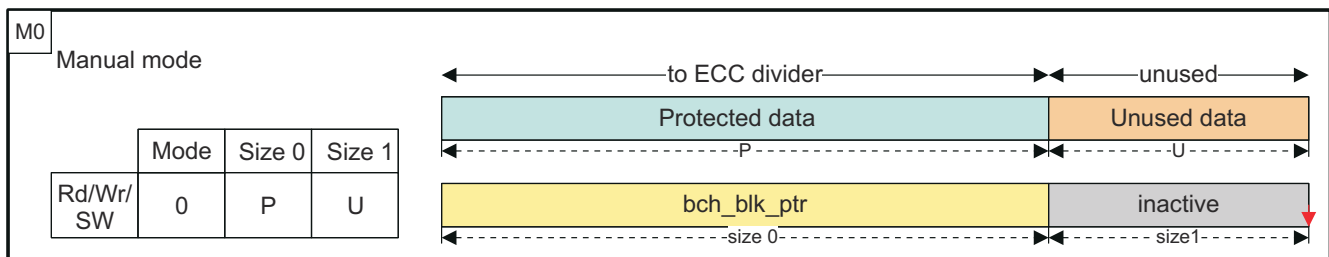 M0
Manual mode
to ECC divider
unused
Protected data
Unused data
P
U
Mode Size 0 Size 1
Rd/Wr/
SW
0 P U
bch_blk_ptr
inactive
size 0
size1